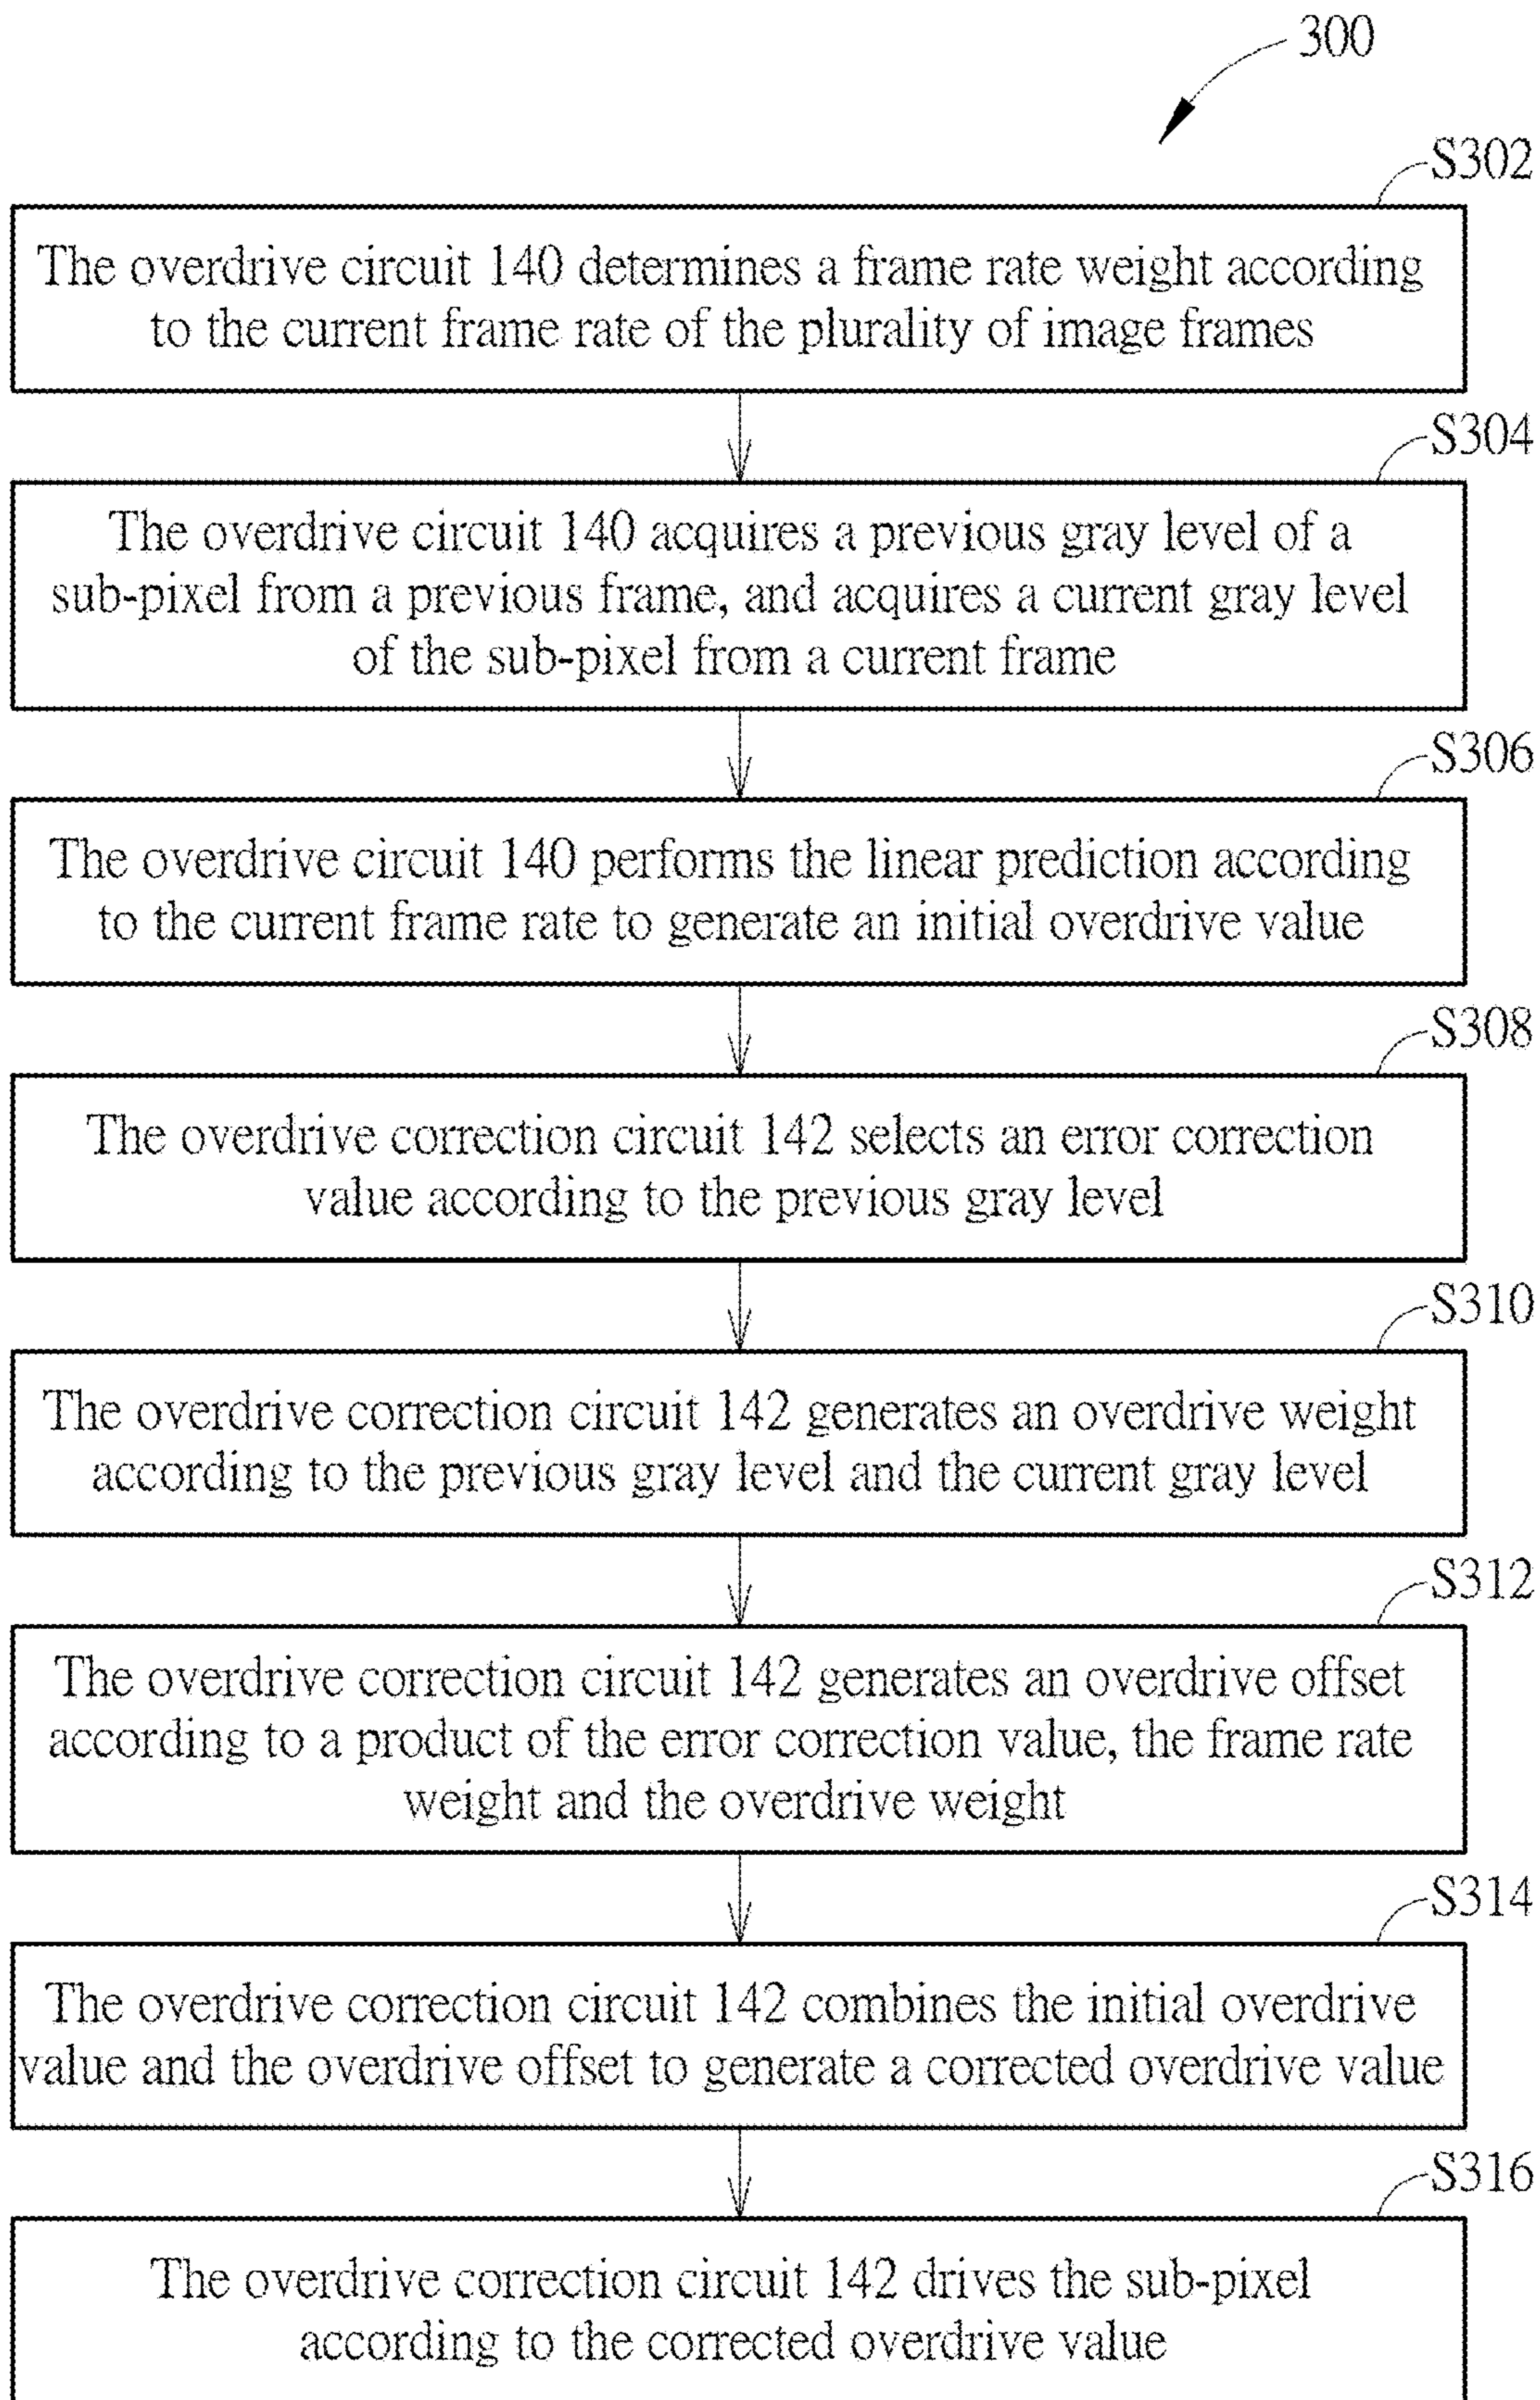 300
S302
The overdrive circuit 140 determines a frame rate weight according
to the current frame rate of the plurality of image frames
S304
The overdrive circuit 140 acquires a previous gray level of a
sub-pixel from a previous frame, and acquires a current gray level
of the sub-pixel from a current frame
S306
The overdrive circuit 140 performs the linear prediction according
to the current frame rate to generate an initial overdrive value
S308
The overdrive correction circuit 142 selects an error correction
value according to the previous gray level
S310
The overdrive correction circuit 142 generates an overdrive weight
according to the previous gray level and the current gray level
S312
The overdrive correction circuit 142 generates an overdrive offset
according to a product of the error correction value, the frame rate
weight and the overdrive weight
S314
The overdrive correction circuit 142 combines the initial overdrive
value and the overdrive offset to generate a corrected overdrive value
S316
The overdrive correction circuit 142 drives the sub-pixel
according to the corrected overdrive value